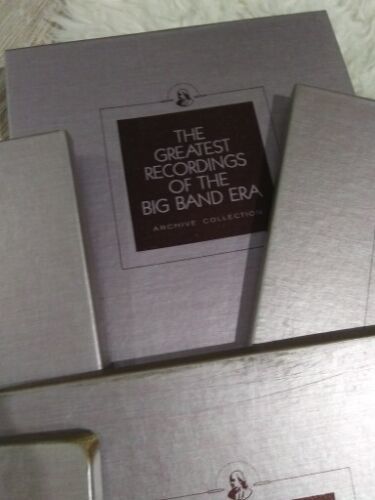 THE
GREATEST
RECORDINGS
OF THE
BIG BAND ERA
ARCHIVE COLLECTION